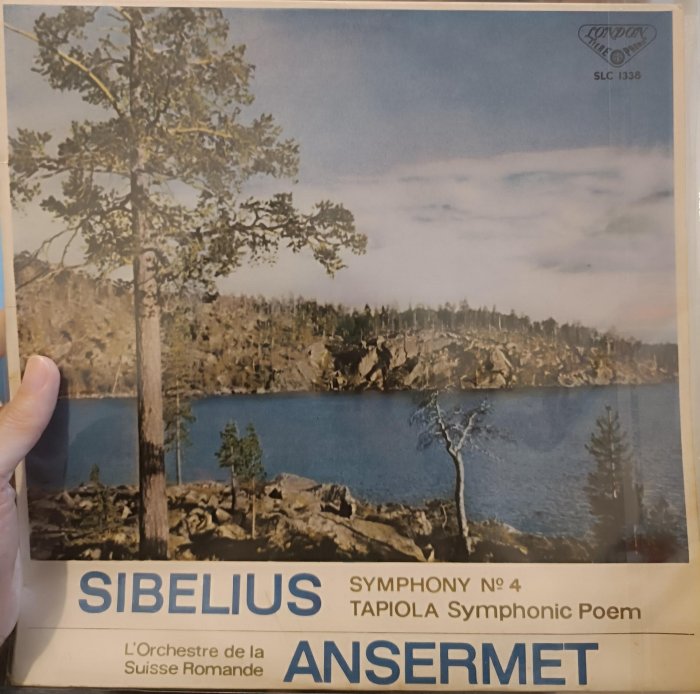 LONDON
SLC 1338
SIBELIUS
SYMPHONY Nº 4
TAPIOLA Symphonic Poem
L'Orchestre de la
Suisse Romande
ANSERMET